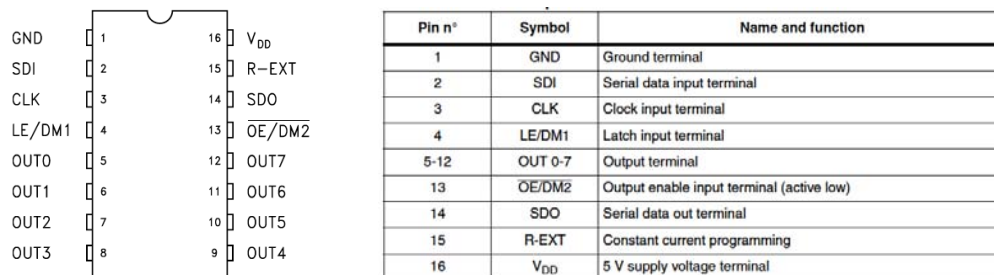 GND 1 16 VDD
SDI 2 15 R-EXT
CLK 3 14 SDO
LE/DM1 4 13 OE/DM2
OUT0 5 12 OUT7
OUT1 6 11 OUT6
OUT2 7 10 OUT5
OUT3 8 9 OUT4
Pin n° Symbol Name and function
1 GND Ground terminal
2 SDI Serial data input terminal
3 CLK Clock input terminal
4 LE/DM1 Latch input terminal
5-12 OUT 0-7 Output terminal
13 OE/DM2 Output enable input terminal (active low)
14 SDO Serial data out terminal
15 R-EXT Constant current programming
16 VDD 5 V supply voltage terminal